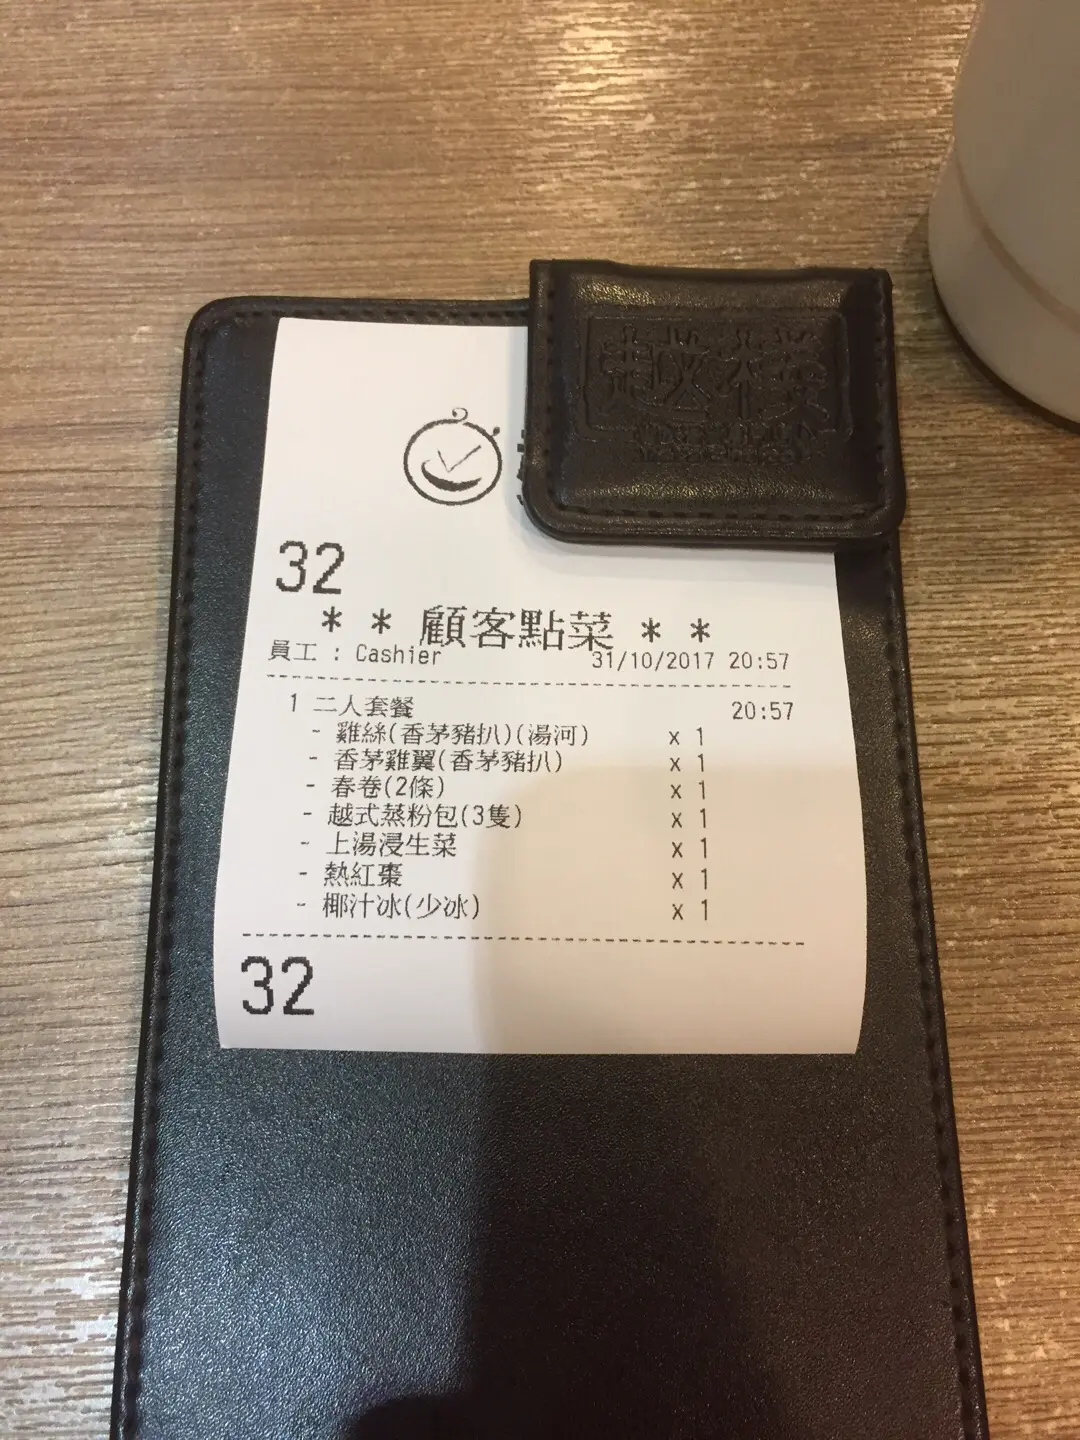 越棧
32
* * 顧客點菜 * *
員工 : Cashier 31/10/2017 20:57
1 二人套餐 20:57
- 雞絲(香茅豬扒)(湯河) x 1
- 香茅雞翼(香茅豬扒) x 1
- 春卷(2條) x 1
- 越式蒸粉包(3隻) x 1
- 上湯浸生菜 x 1
- 熱紅棗 x 1
- 椰汁冰(少冰) x 1
32